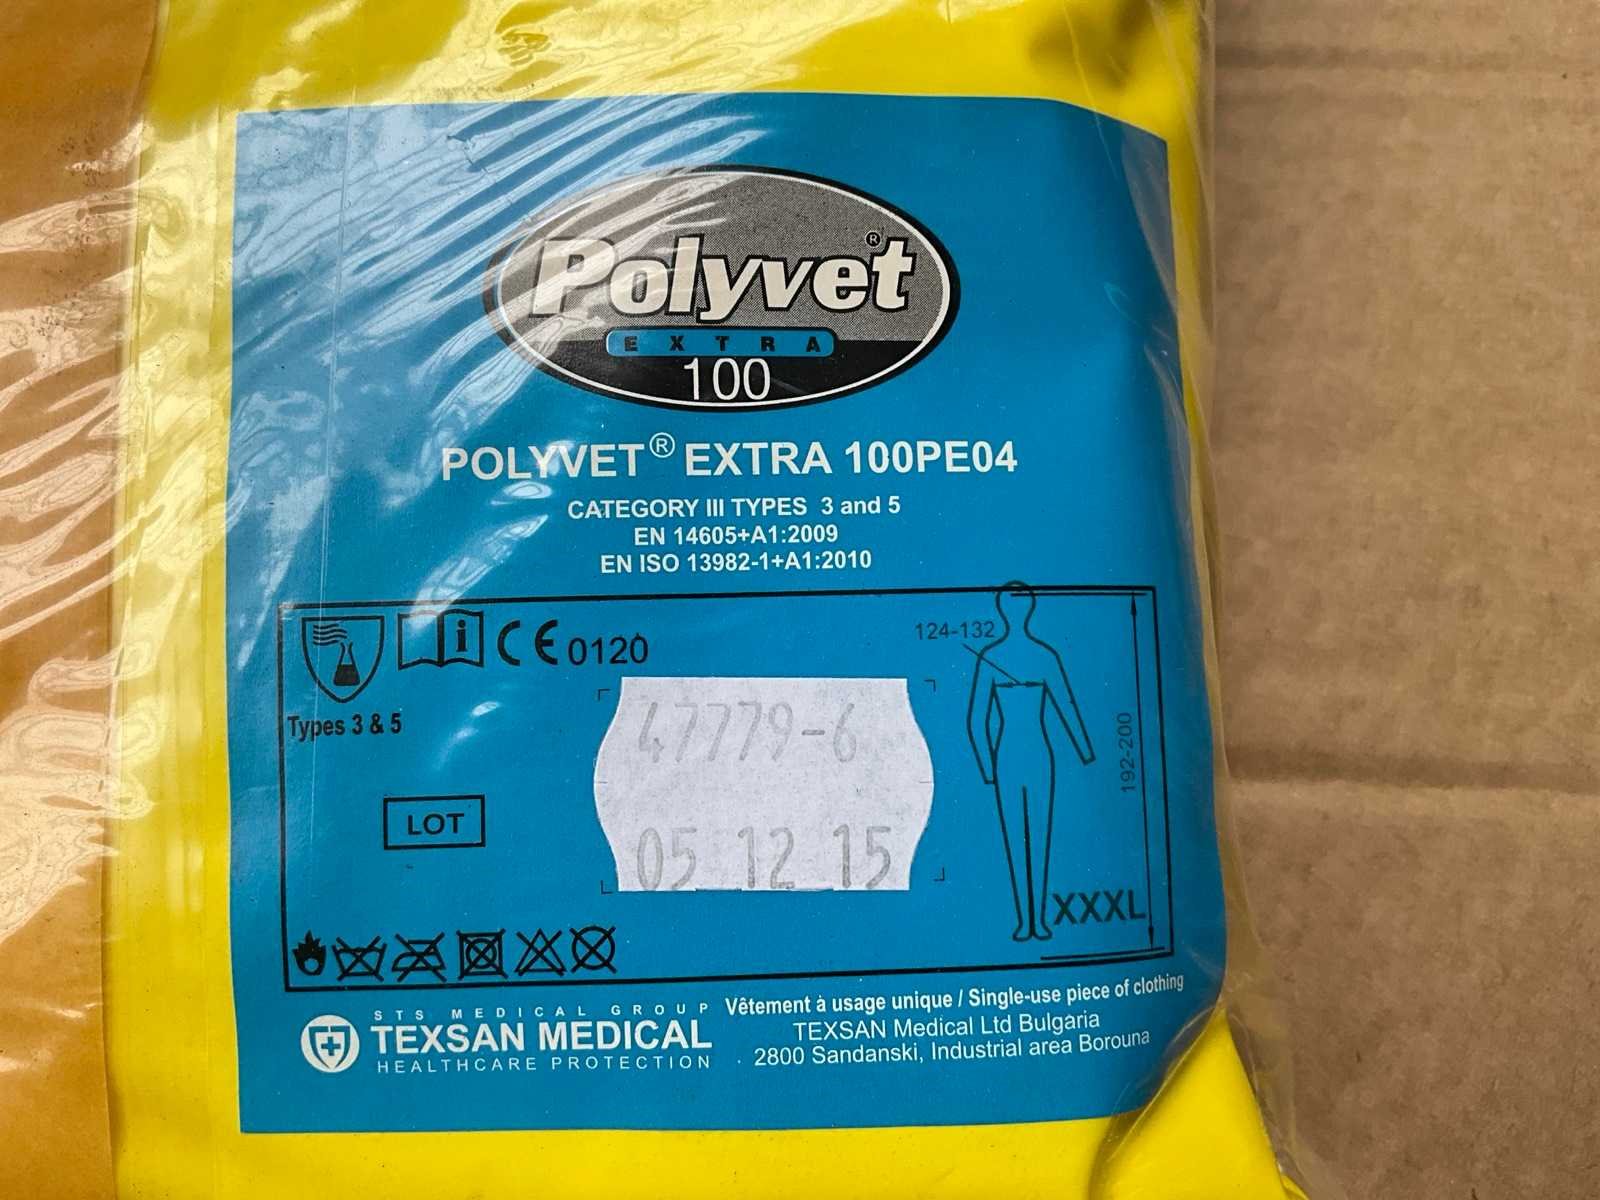 Polyvet®
EXTRA
100
POLYVET® EXTRA 100PE04
CATEGORY III TYPES 3 and 5
EN 14605+A1:2009
EN ISO 13982-1+A1:2010
i CE 0120
Types 3 & 5
LOT
47779-6
05 12 15
124-132
192-200
XXXL
STS MEDICAL GROUP
TEXSAN MEDICAL
HEALTHCARE PROTECTION
Vêtement à usage unique / Single-use piece of clothing
TEXSAN Medical Ltd Bulgaria
2800 Sandanski, Industrial area Borouna